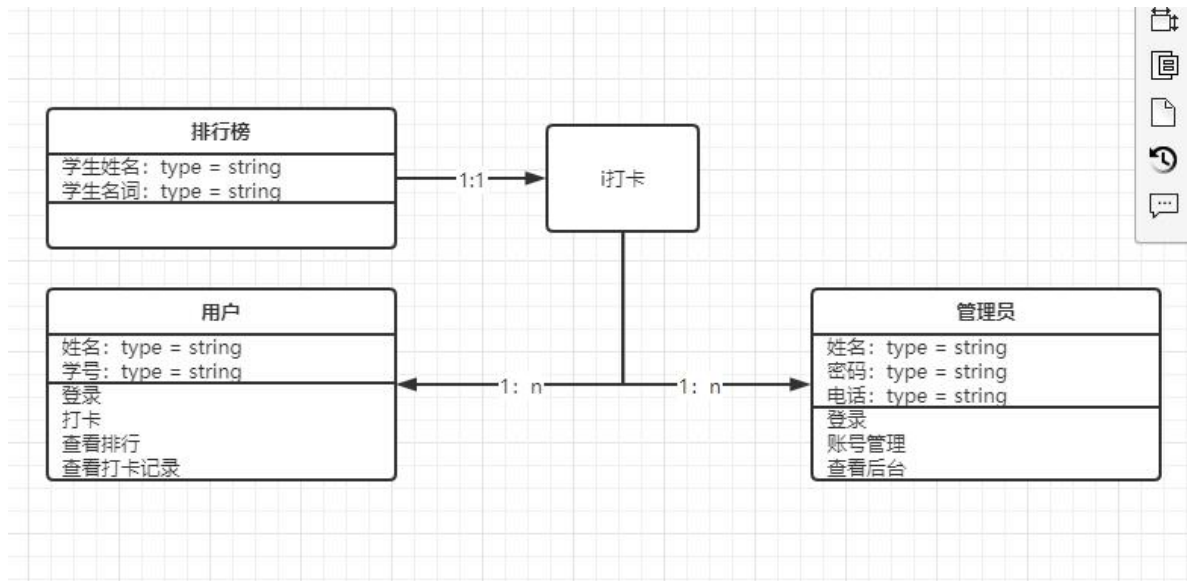 排行榜
学生姓名：type = string
学生名词：type = string
1:1
i打卡
用户
姓名：type = string
学号：type = string
登录
打卡
查看排行
查看打卡记录
1：n
1：n
管理员
姓名：type = string
密码：type = string
电话：type = string
登录
账号管理
查看后台